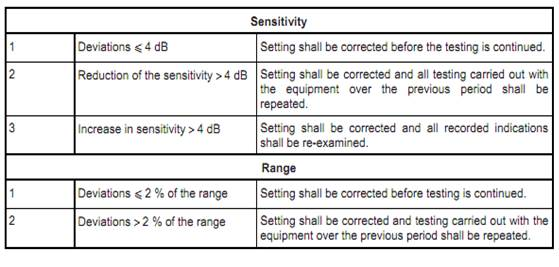 Sensitivity
1 Deviations ⩽ 4 dB Setting shall be corrected before the testing is continued.
2 Reduction of the sensitivity > 4 dB Setting shall be corrected and all testing carried out with
the equipment over the previous period shall be
repeated.
3 Increase in sensitivity > 4 dB Setting shall be corrected and all recorded indications
shall be re-examined.
Range
1 Deviations ⩽ 2 % of the range Setting shall be corrected before testing is continued.
2 Deviations > 2 % of the range Setting shall be corrected and testing carried out with the
equipment over the previous period shall be repeated.